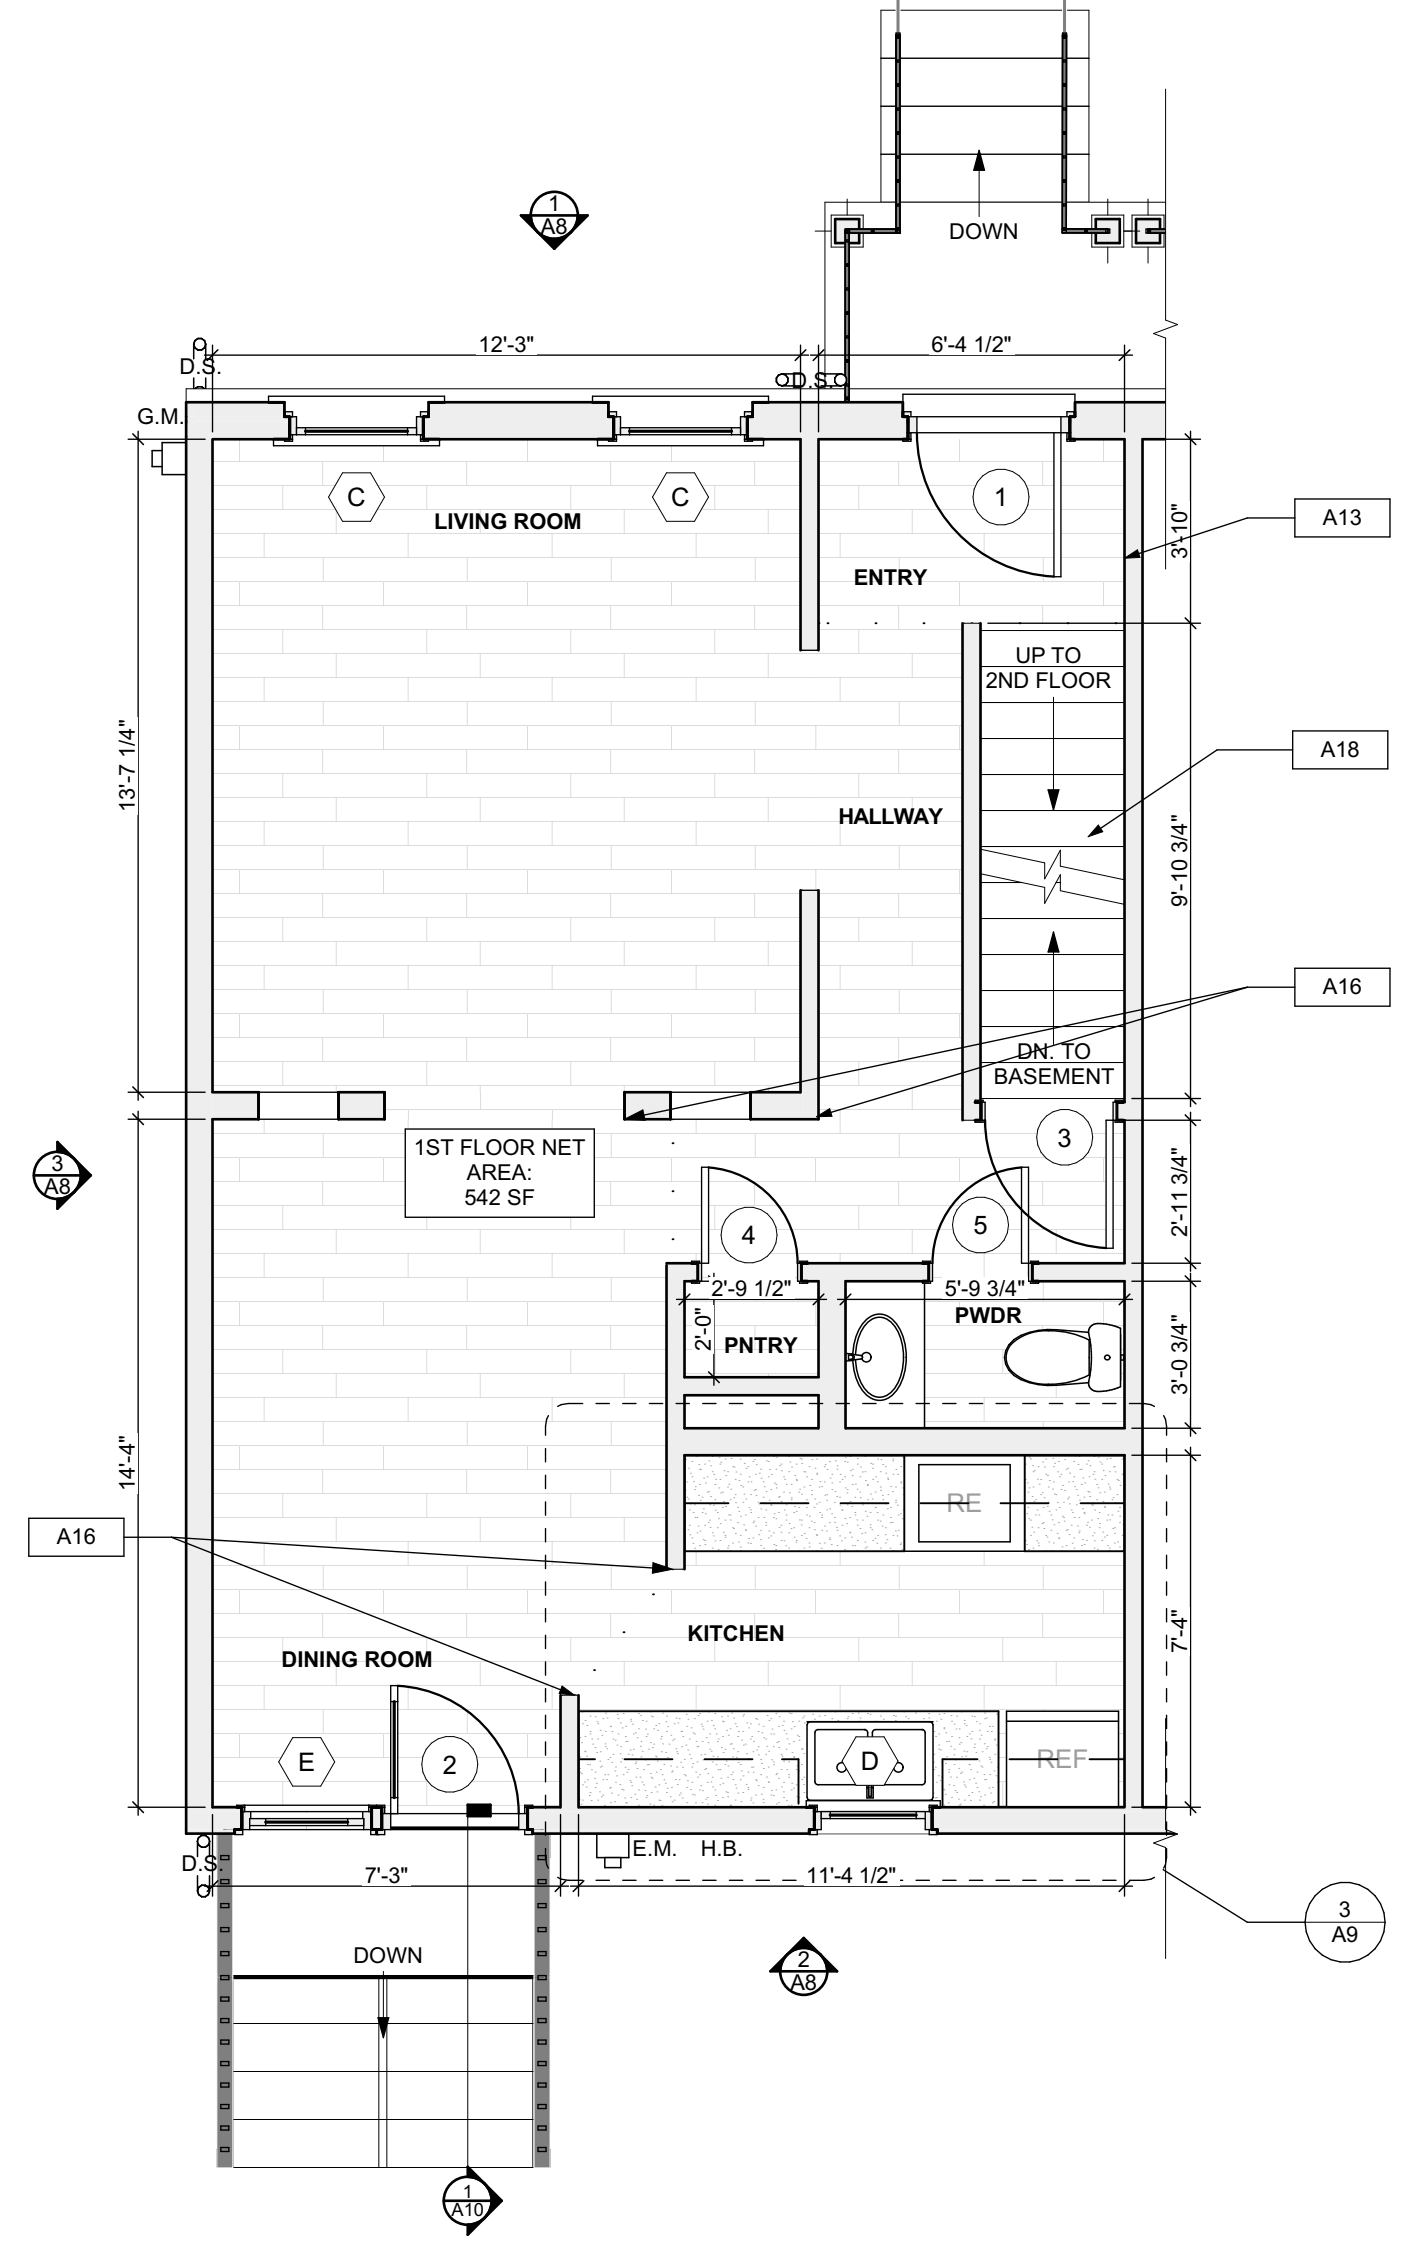 1
A8
DOWN
12'-3"
6'-4 1/2"
D.S.
D.S.
G.M.
C
C
1
LIVING ROOM
A13
3'-10"
ENTRY
UP TO
2ND FLOOR
A18
13'-7 1/4"
HALLWAY
9'-10 3/4"
A16
DN. TO
BASEMENT
3
1ST FLOOR NET
AREA:
542 SF
3
A8
2'-11 3/4"
4
5
2'-9 1/2"
5'-9 3/4"
PWDR
2'-0"
PNTRY
3'-0 3/4"
14'-4"
RE
A16
KITCHEN
7'-4"
DINING ROOM
E
2
D
REF
E.M.
H.B.
D.S.
7'-3"
11'-4 1/2"
3
A9
DOWN
2
A8
1
A10